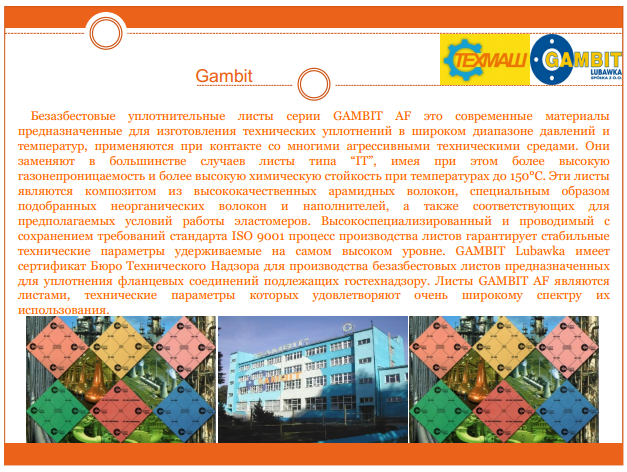 ТЕХМАШ
GAMBIT
LUBAWKA
SPÓŁKA Z O.O.
Gambit
Безазбестовые уплотнительные листы серии GAMBIT AF это современные материалы
предназначенные для изготовления технических уплотнений в широком диапазоне давлений и
температур, применяются при контакте со многими агрессивными техническими средами. Они
заменяют в большинстве случаев листы типа “IT”, имея при этом более высокую
газонепроницаемость и более высокую химическую стойкость при температурах до 150°С. Эти листы
являются композитом из высококачественных арамидных волокон, специальным образом
подобранных неорганических волокон и наполнителей, а также соответствующих для
предполагаемых условий работы эластомеров. Высокоспециализированный и проводимый с
сохранением требований стандарта ISO 9001 процесс производства листов гарантирует стабильные
технические параметры удерживаемые на самом высоком уровне. GAMBIT Lubawka имеет
сертификат Бюро Технического Надзора для производства безазбестовых листов предназначенных
для уплотнения фланцевых соединений подлежащих гостехнадзору. Листы GAMBIT AF являются
листами, технические параметры которых удовлетворяют очень широкому спектру их
использования.